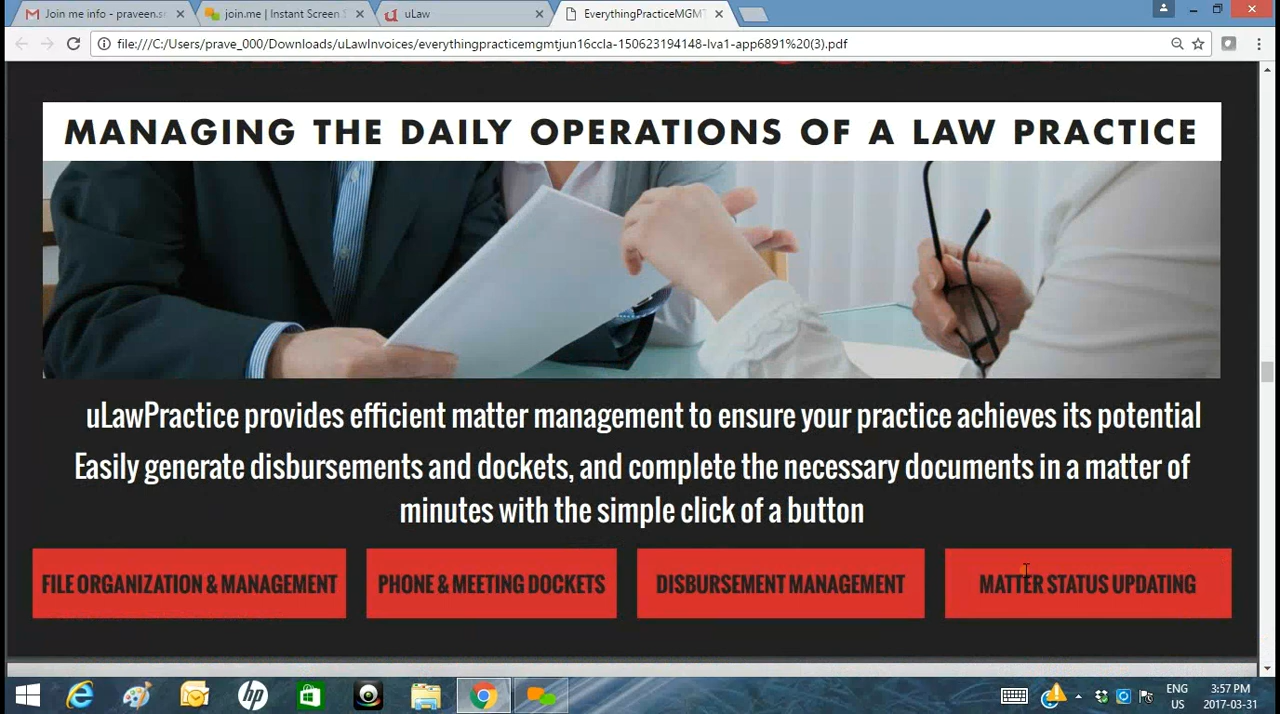 Join me info - praveen.s
join.me | Instant Screen
uLaw
EverythingPracticeMGM
file:///C:/Users/prave_000/Downloads/uLawInvoices/everythingpracticemgmtjun16ccla-150623194148-lva1-app6891%20(3).pdf
MANAGING THE DAILY OPERATIONS OF A LAW PRACTICE
uLawPractice provides efficient matter management to ensure your practice achieves its potential
Easily generate disbursements and dockets, and complete the necessary documents in a matter of
minutes with the simple click of a button
FILE ORGANIZATION & MANAGEMENT
PHONE & MEETING DOCKETS
DISBURSEMENT MANAGEMENT
MATTER STATUS UPDATING
ENG
US
3:57 PM
2017-03-31